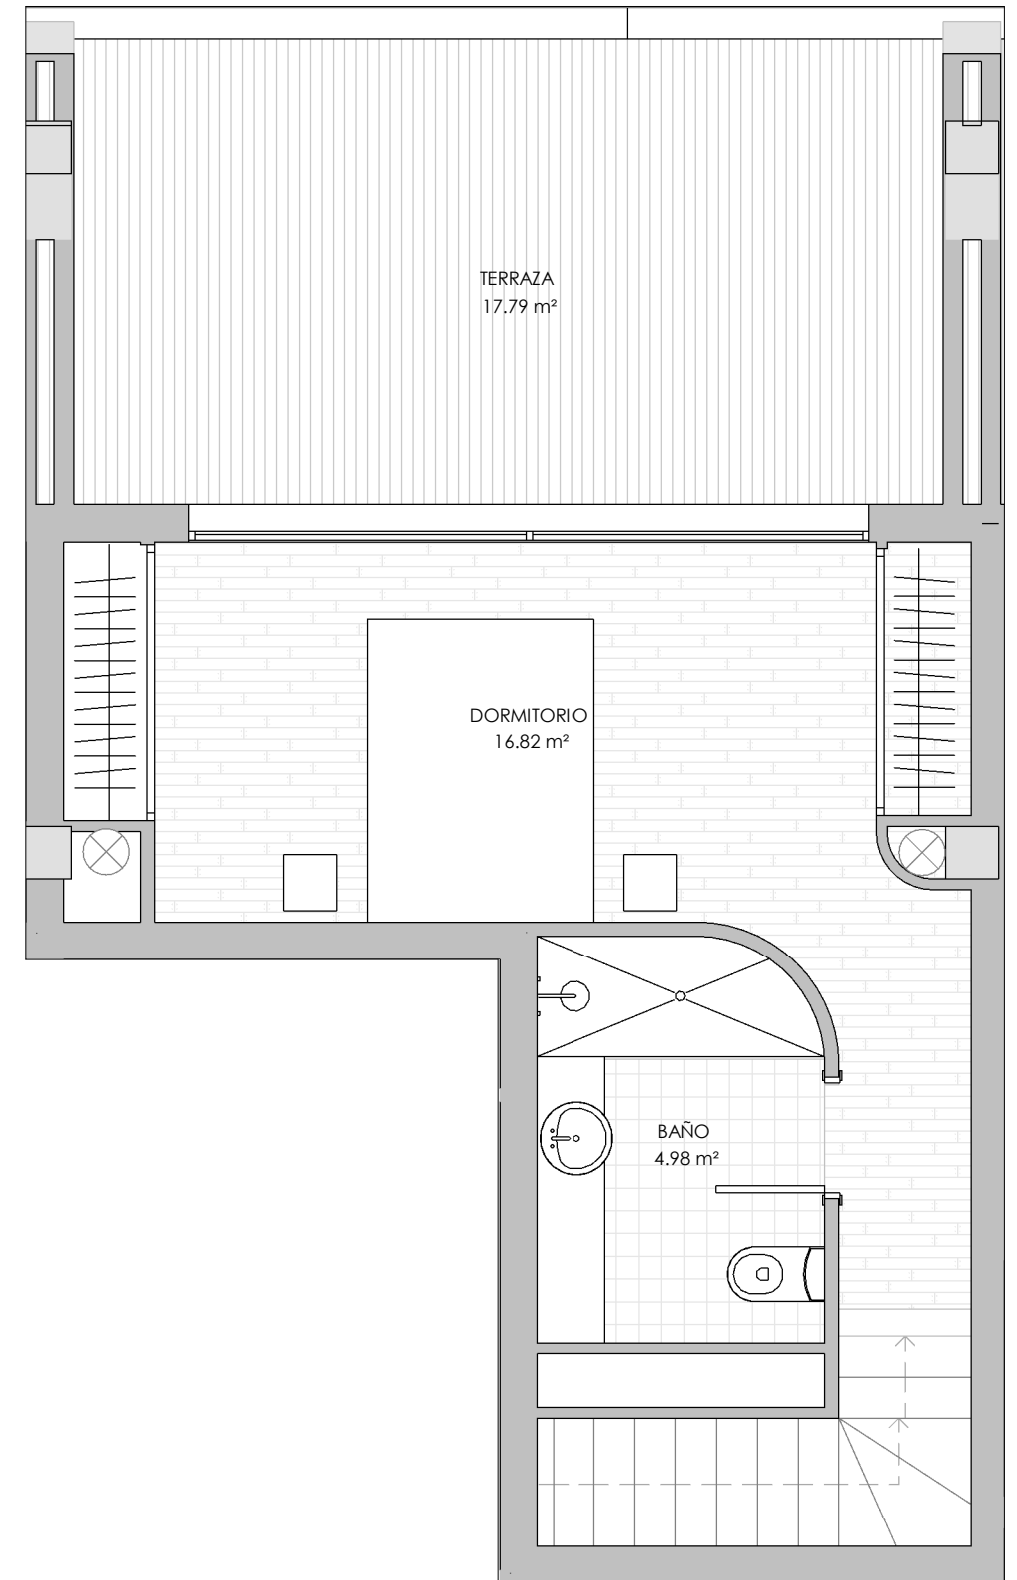 TERRAZA
17.79 m²
DORMITORIO
16.82 m²
BAÑO
4.98 m²